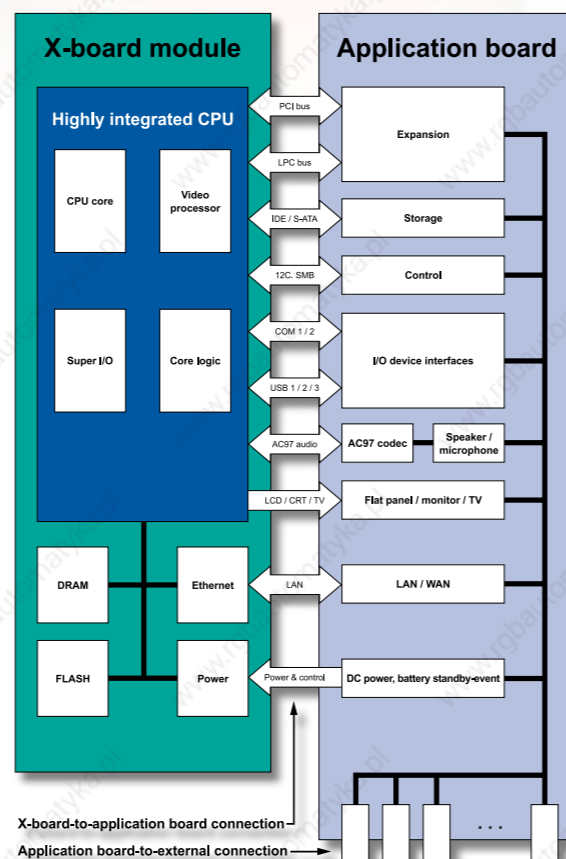 X-board module
Application board
Highly integrated CPU
CPU core
Video
processor
Super I/O
Core logic
DRAM
Ethernet
FLASH
Power
PCI bus
LPC bus
IDE / S-ATA
12C. SMB
COM 1 / 2
USB 1 / 2 / 3
AC97 audio
LCD / CRT / TV
LAN
Power & control
Expansion
Storage
Control
I/O device interfaces
AC97 codec
Speaker /
microphone
Flat panel / monitor / TV
LAN / WAN
DC power, battery standby-event
...
X-board-to-application board connection
Application board-to-external connection
www.rgbautomatyka.pl